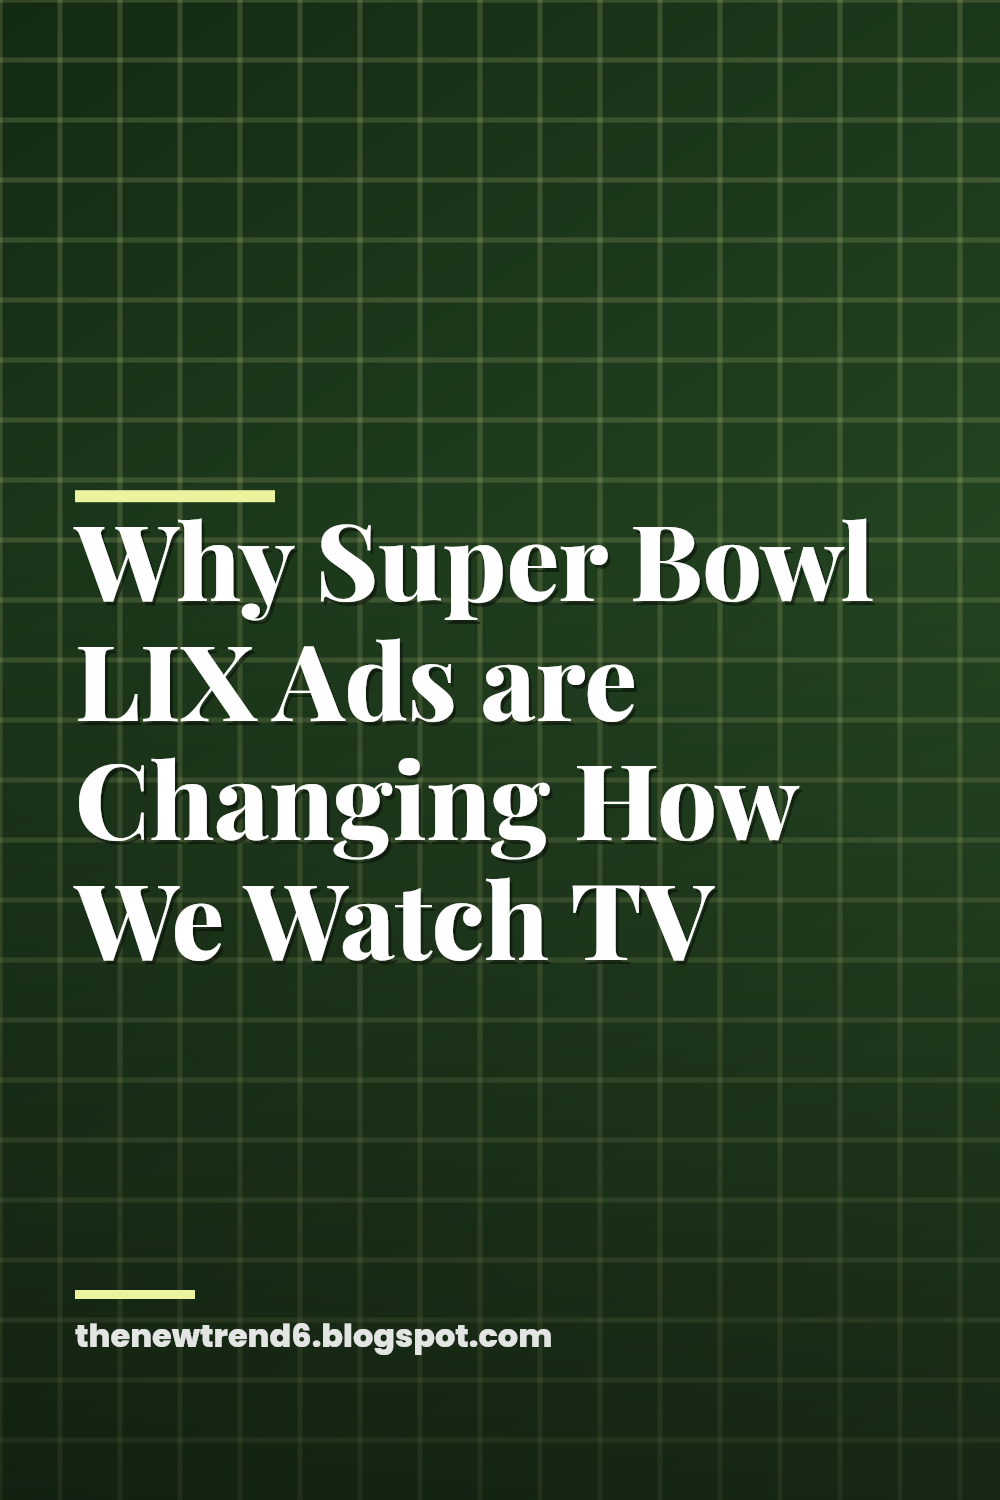 Why Super Bowl
LIX Ads are
Changing How
We Watch TV
thenewtrend6.blogspot.com